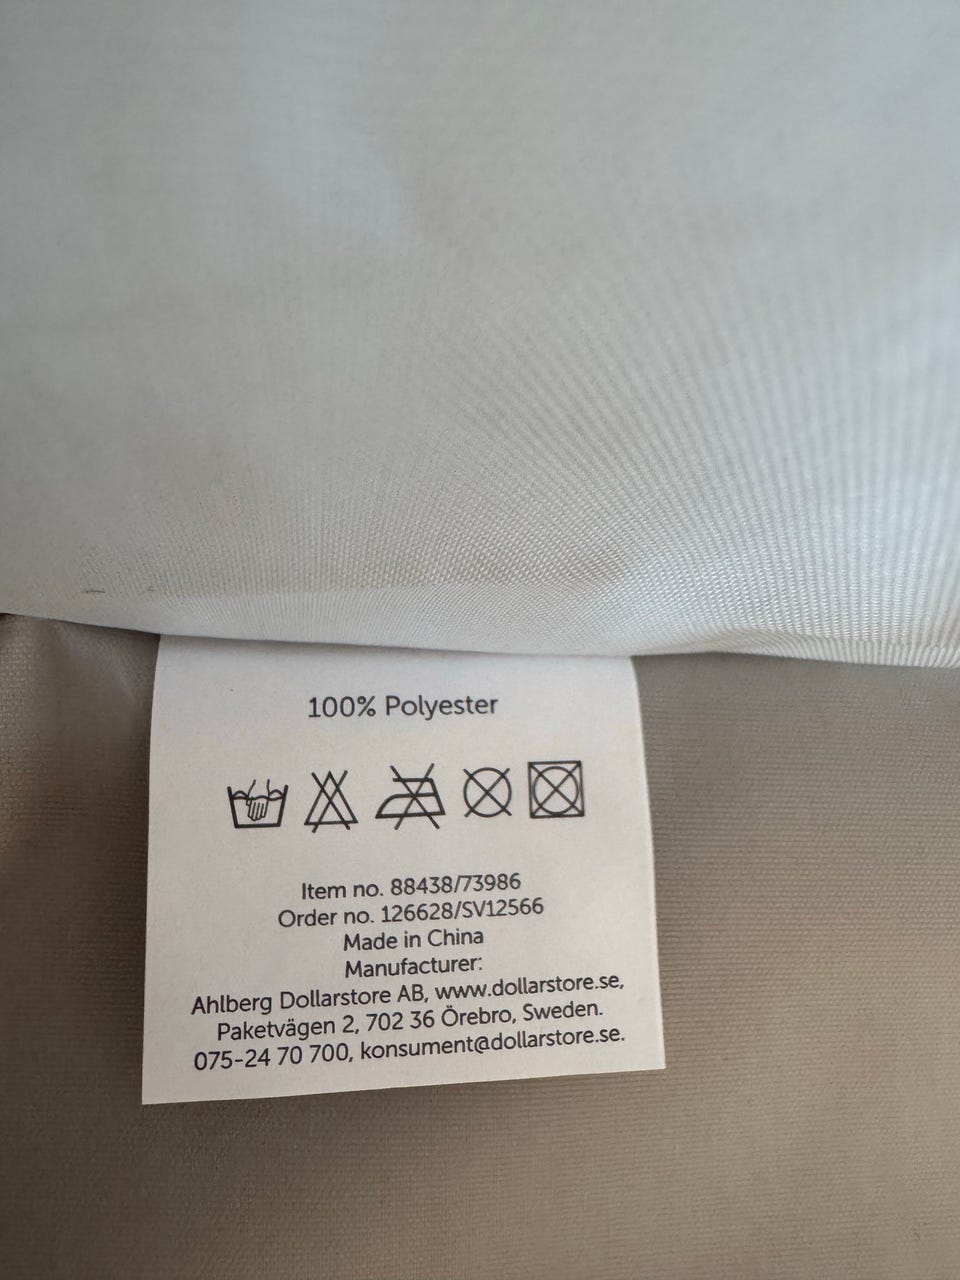 100% Polyester
Item no. 88438/73986
Order no. 126628/SV12566
Made in China
Manufacturer:
Ahlberg Dollarstore AB, www.dollarstore.se,
Paketvägen 2, 702 36 Örebro, Sweden.
075-24 70 700, konsument@dollarstore.se.